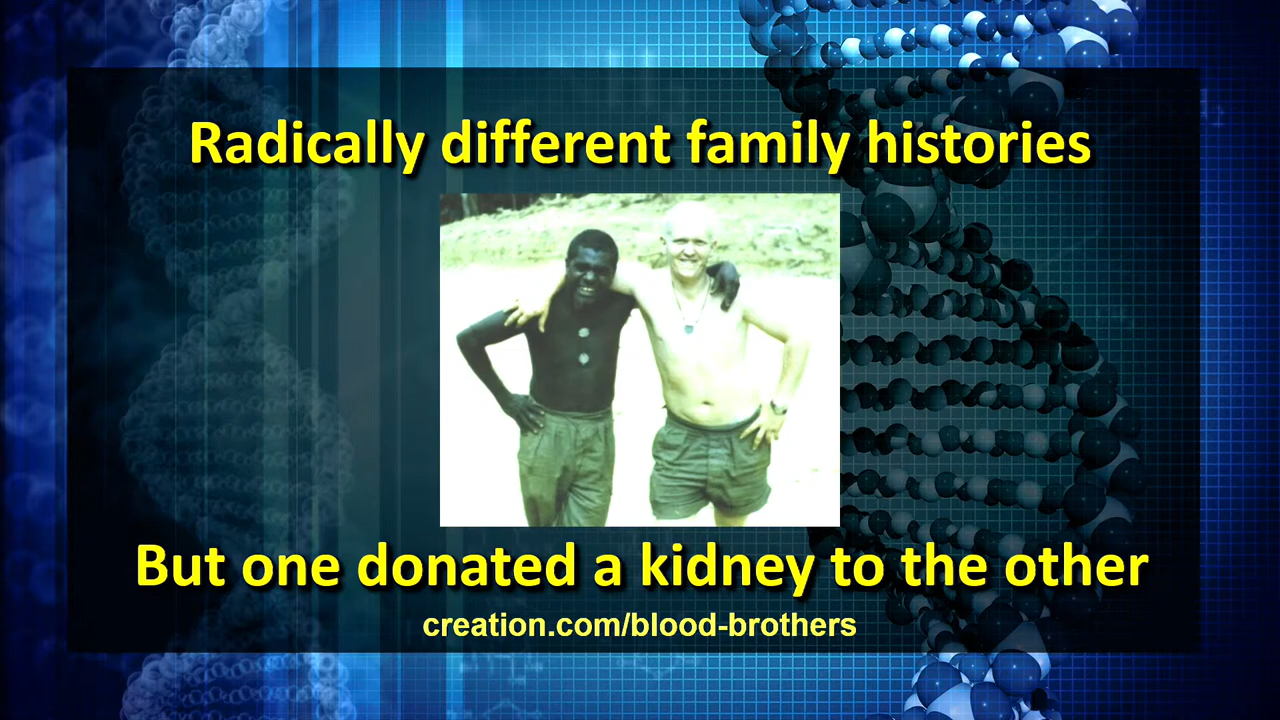 Radically different family histories
But one donated a kidney to the other
creation.com/blood-brothers